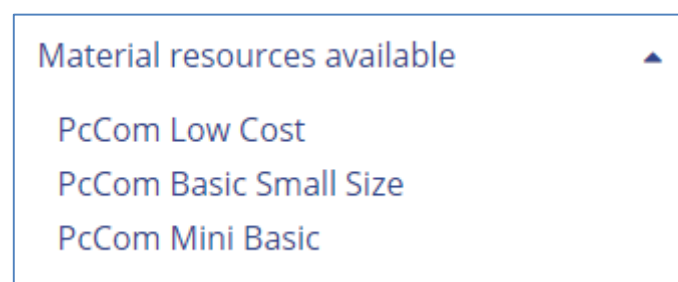 Material resources available
PcCom Low Cost
PcCom Basic Small Size
PcCom Mini Basic